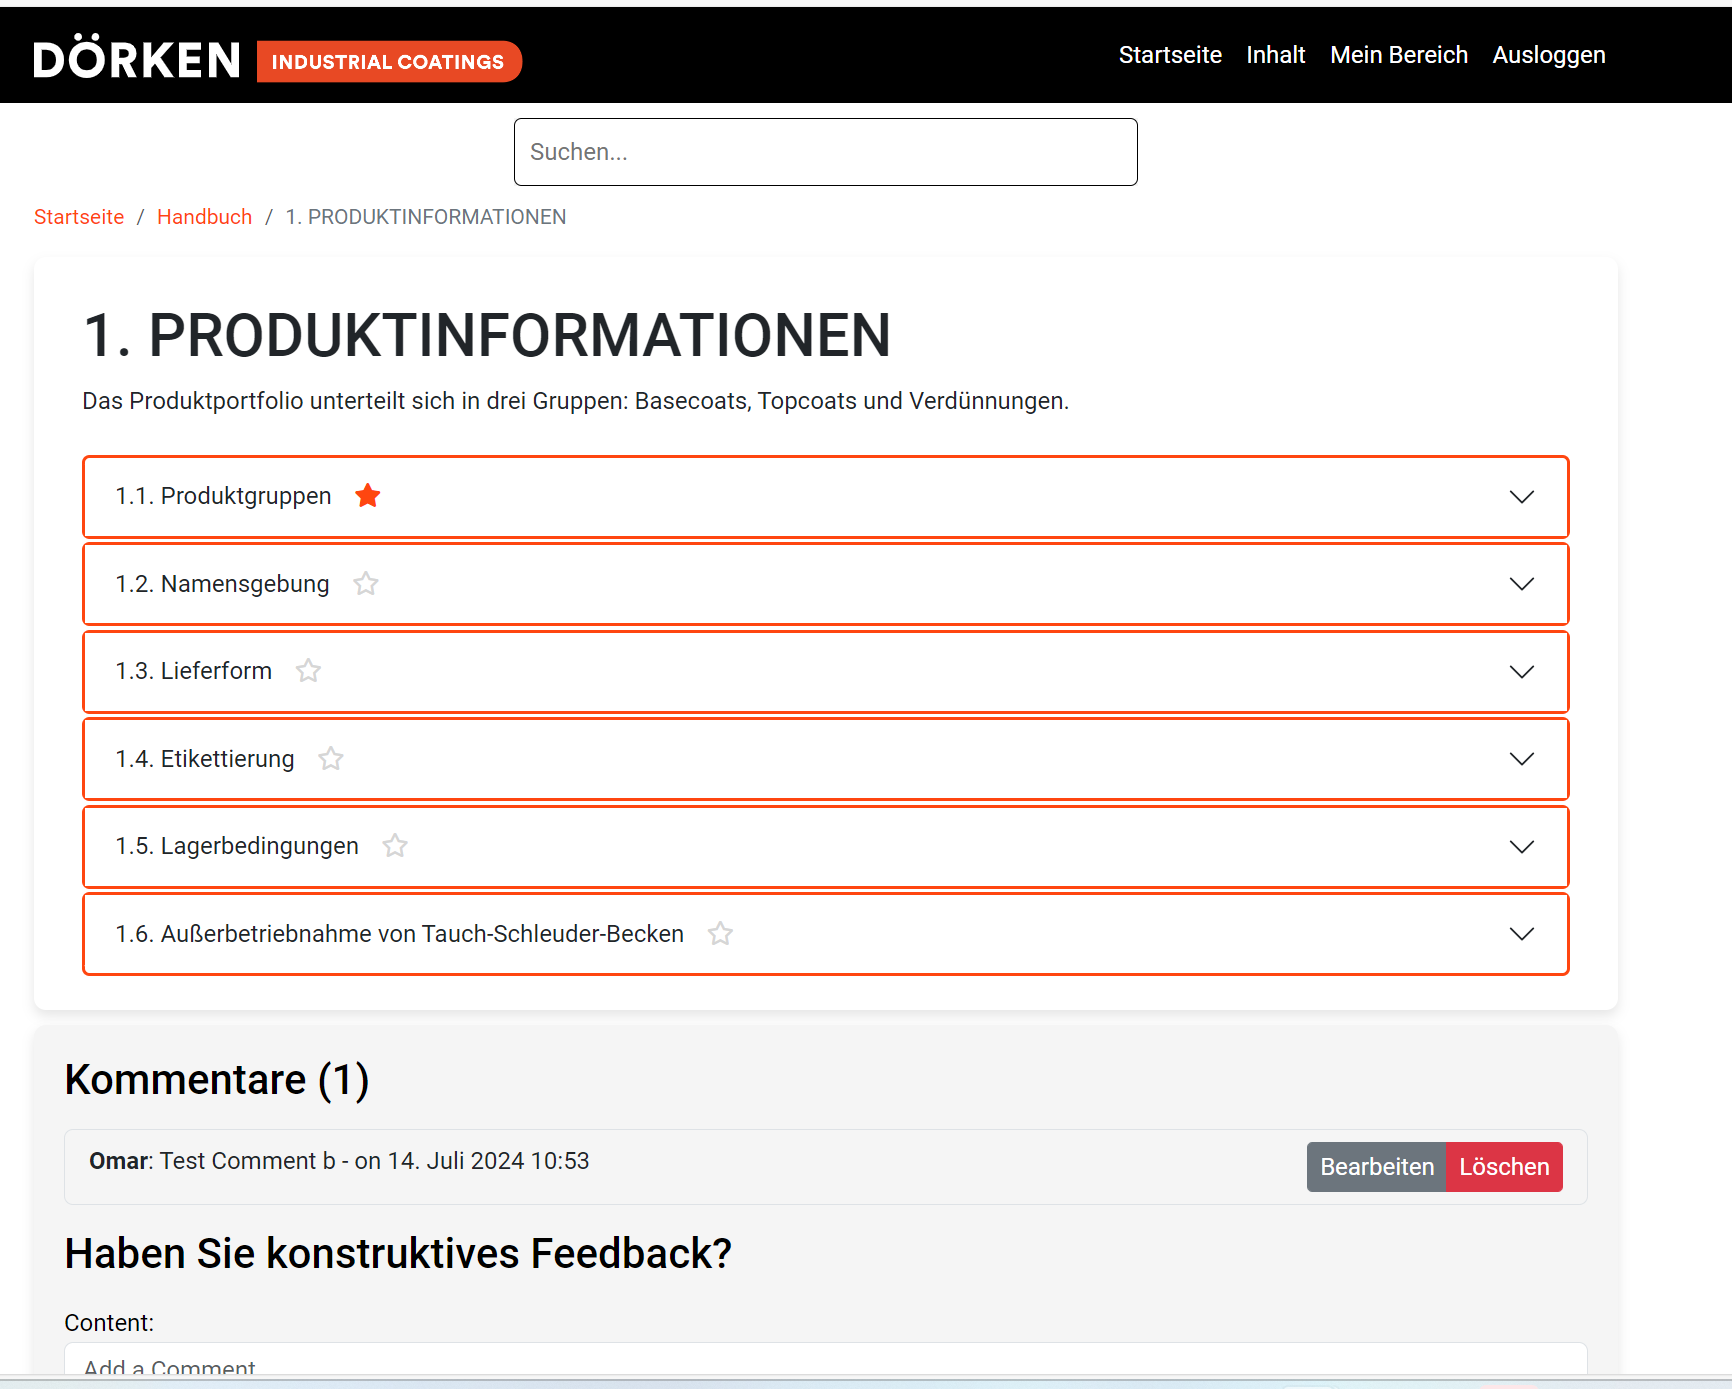 DÖRKEN INDUSTRIAL COATINGS
Startseite Inhalt Mein Bereich Ausloggen
Suchen...
Startseite / Handbuch / 1. PRODUKTINFORMATIONEN
1. PRODUKTINFORMATIONEN
Das Produktportfolio unterteilt sich in drei Gruppen: Basecoats, Topcoats und Verdünnungen.
1.1. Produktgruppen
1.2. Namensgebung
1.3. Lieferform
1.4. Etikettierung
1.5. Lagerbedingungen
1.6. Außerbetriebnahme von Tauch-Schleuder-Becken
Kommentare (1)
Omar: Test Comment b - on 14. Juli 2024 10:53
Bearbeiten Löschen
Haben Sie konstruktives Feedback?
Content:
Add a Comment